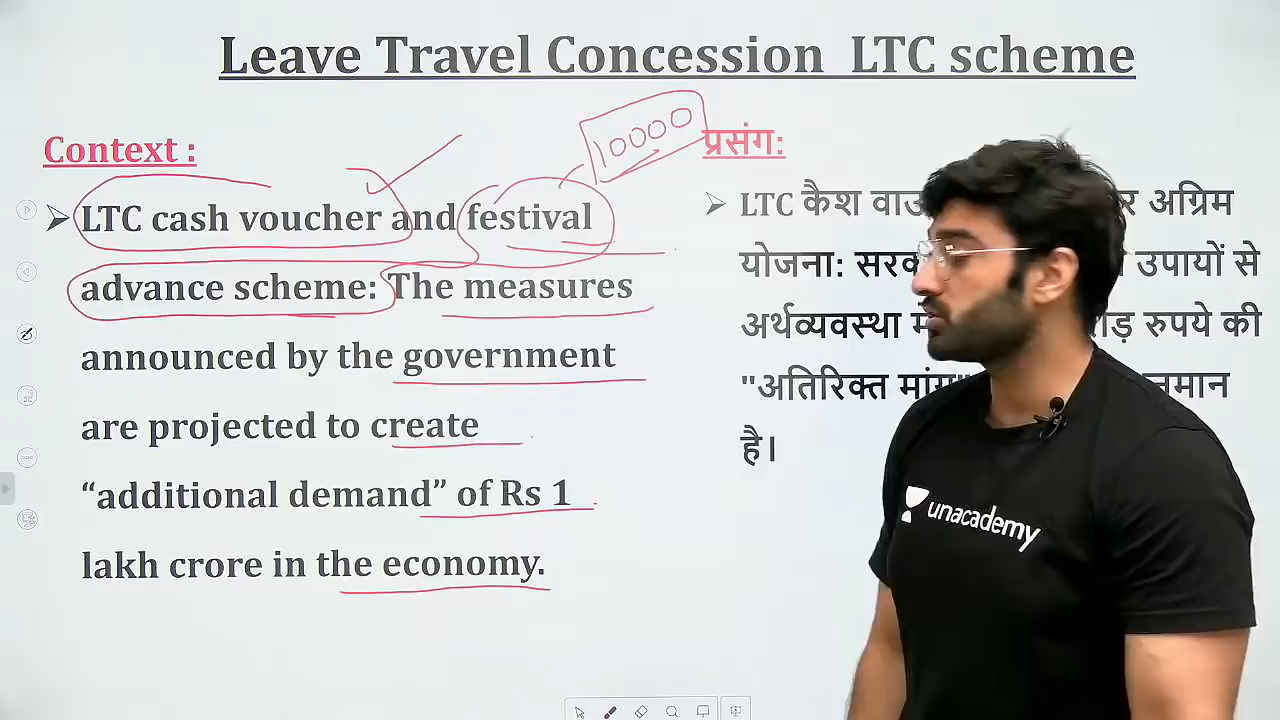 Leave Travel Concession LTC scheme
Context :
LTC cash voucher and festival
advance scheme: The measures
announced by the government
are projected to create
“additional demand” of Rs 1
lakh crore in the economy.
10000
प्रसंग:
LTC कैश अग्रिम
योजना: उपायों से
अर्थव्यवस्था रुपये की
"अतिरिक्त
है।
unacademy